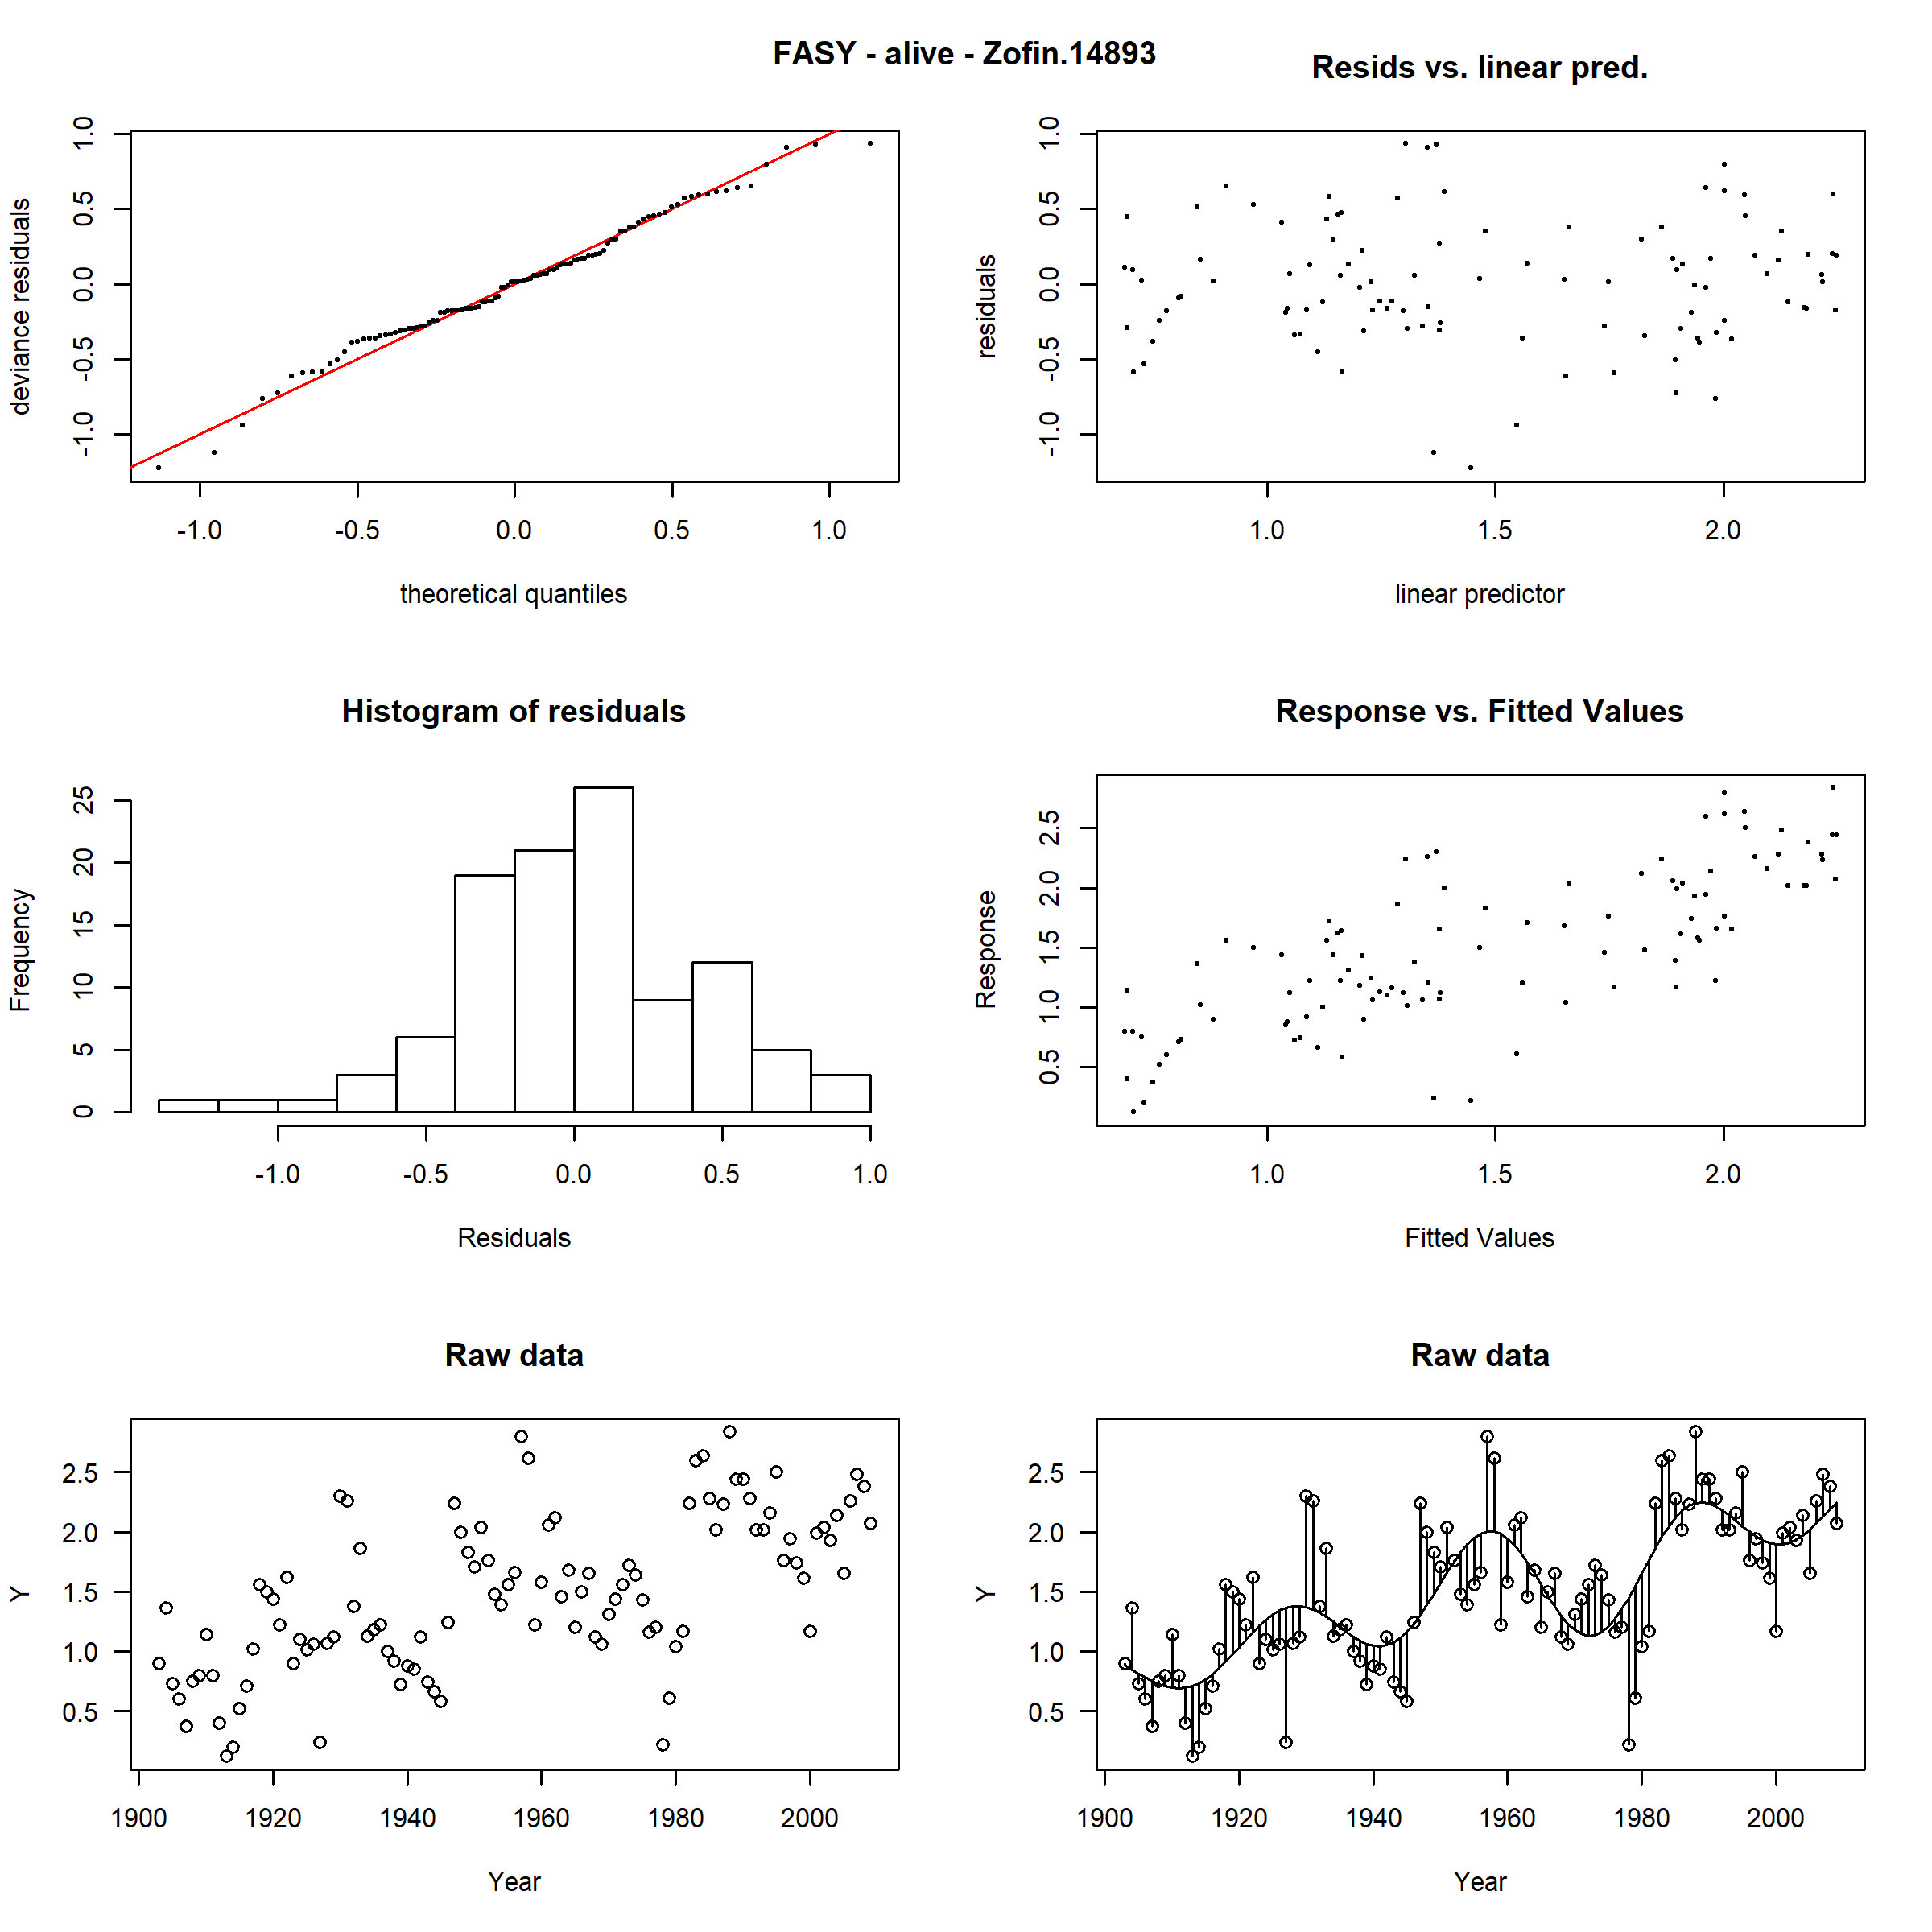 FASY - alive - Zofin.14893
Resids vs. linear pred.
deviance residuals
1.0
0.5
0.0
-0.5
-1.0
-1.0 -0.5 0.0 0.5 1.0
theoretical quantiles
residuals
1.0
0.5
0.0
-0.5
-1.0
1.0 1.5 2.0
linear predictor
Histogram of residuals
Frequency
25
20
15
10
5
0
-1.0 -0.5 0.0 0.5 1.0
Residuals
Response vs. Fitted Values
Response
2.5
2.0
1.5
1.0
0.5
1.0 1.5 2.0
Fitted Values
Raw data
Y
2.5
2.0
1.5
1.0
0.5
1900 1920 1940 1960 1980 2000
Year
Raw data
Y
2.5
2.0
1.5
1.0
0.5
1900 1920 1940 1960 1980 2000
Year